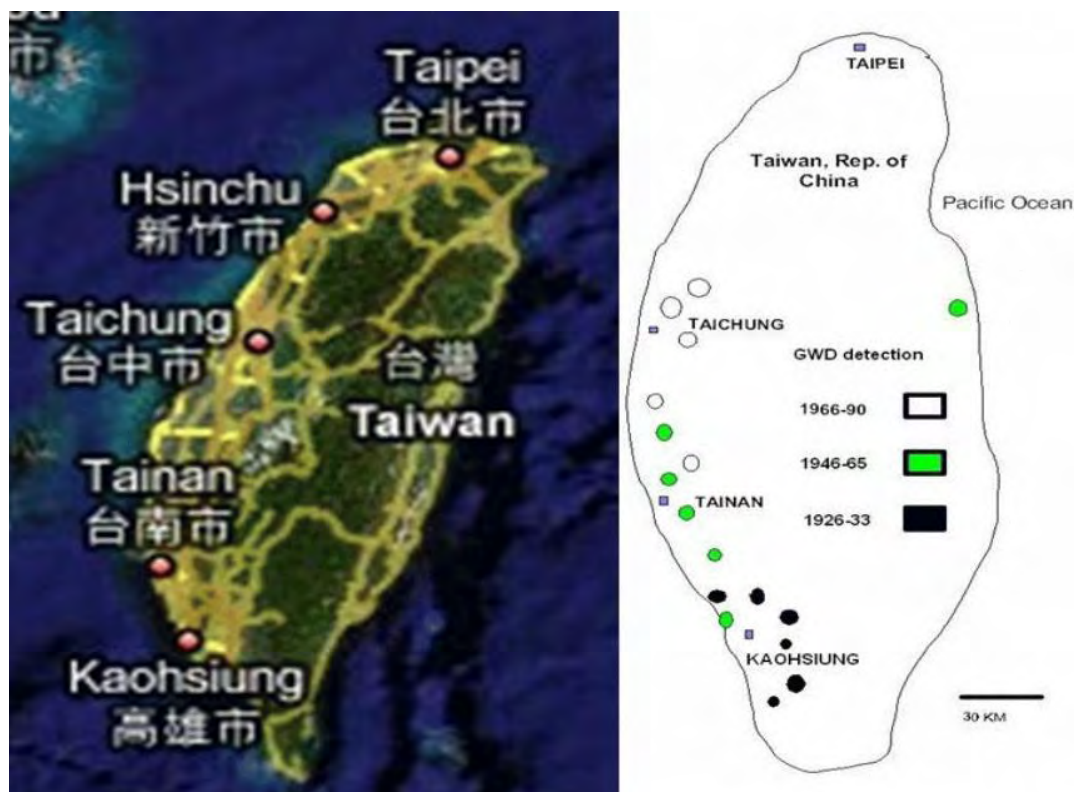 市
Taipei
台北市
Hsinchu
新竹市
Taichung
台中市
台灣
Taiwan
Tainan
台南市
Kaohsiung
高雄市
TAIPEI
Taiwan, Rep. of
China
Pacific Ocean
TAICHUNG
GWD detection
1966-90
1946-65
TAINAN
1926-33
KAOHSIUNG
30 KM